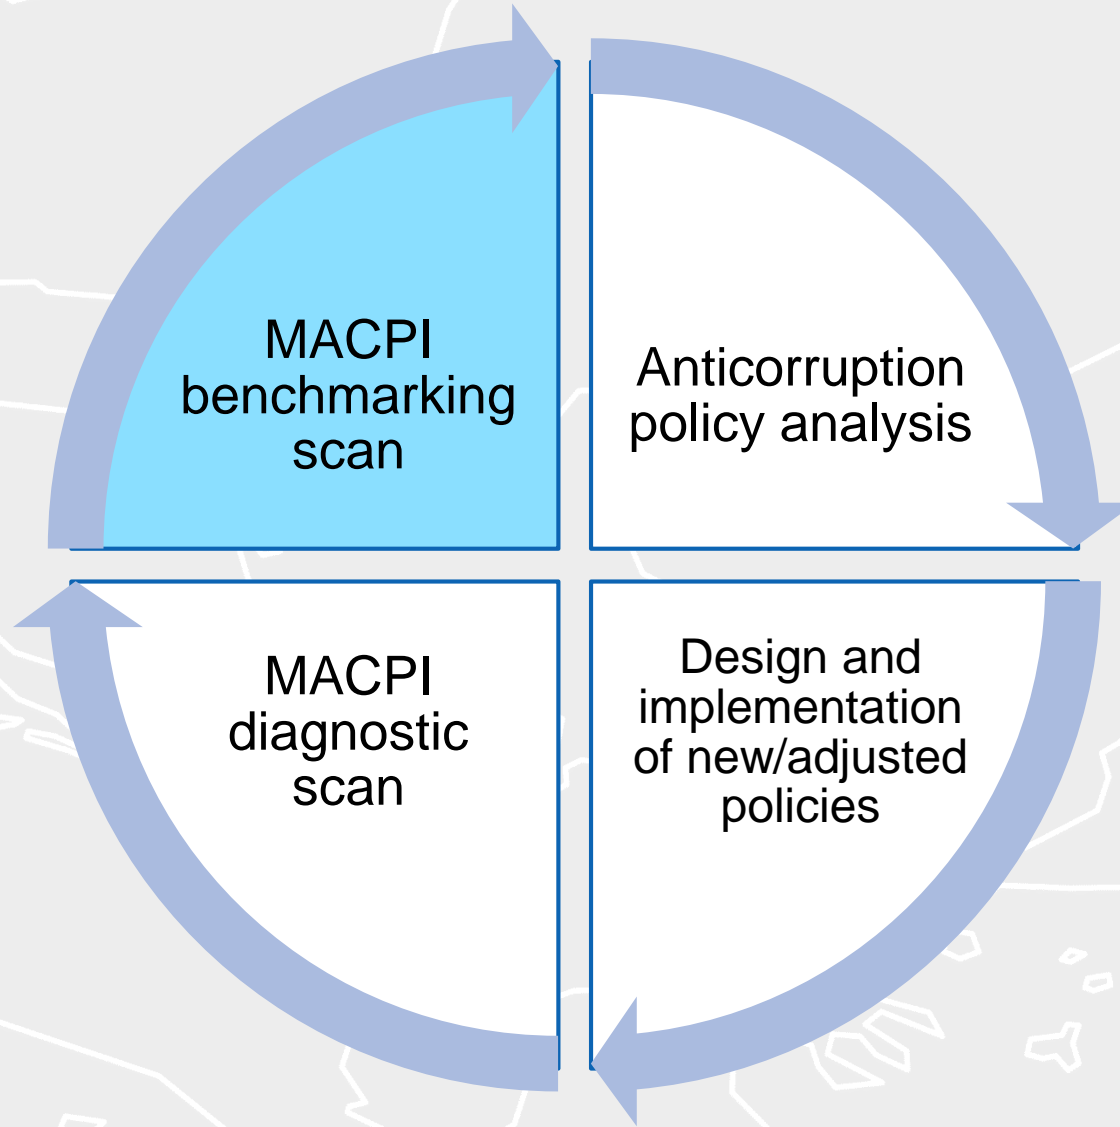 MACPI
benchmarking
scan
Anticorruption
policy analysis
MACPI
diagnostic
scan
Design and
implementation
of new/adjusted
policies